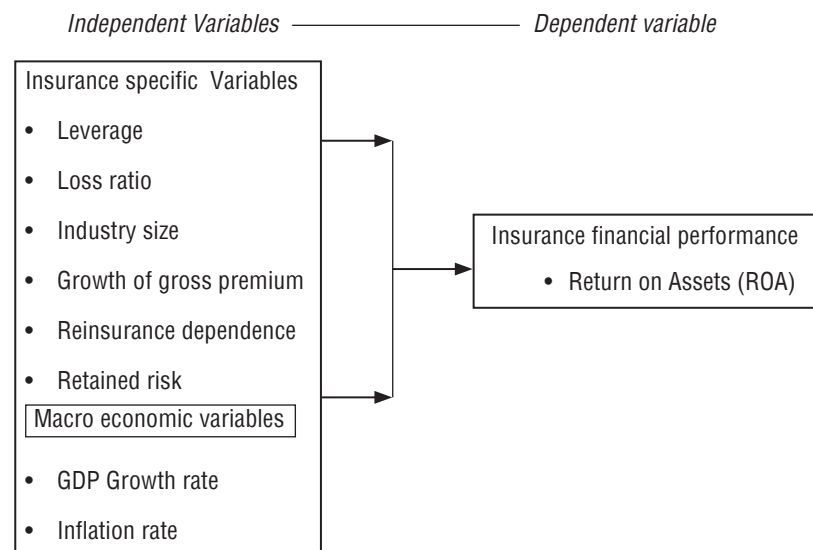 Independent Variables
Dependent variable
Insurance specific Variables
• Leverage
• Loss ratio
• Industry size
• Growth of gross premium
• Reinsurance dependence
• Retained risk
Macro economic variables
• GDP Growth rate
• Inflation rate
Insurance financial performance
• Return on Assets (ROA)